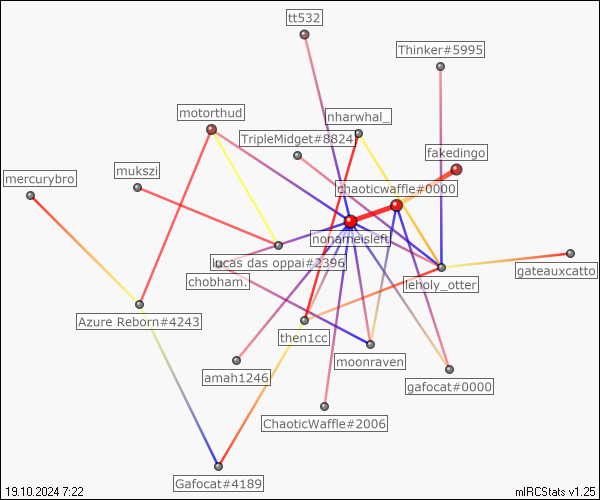 tt532
Thinker#5995
motorthud
nharwhal_
TripleMidget#8824
fakedingo
mukszi
mercurybro
chaoticwaffle#0000
nonameisleft
lucas das oppai#2396
chobham.
leholy_otter
gateauxcatto
Azure Reborn#4243
then1cc
moonraven
amah1246
gafocat#0000
ChaoticWaffle#2006
Gafocat#4189
19.10.2024 7:22
mIRCStats v1.25